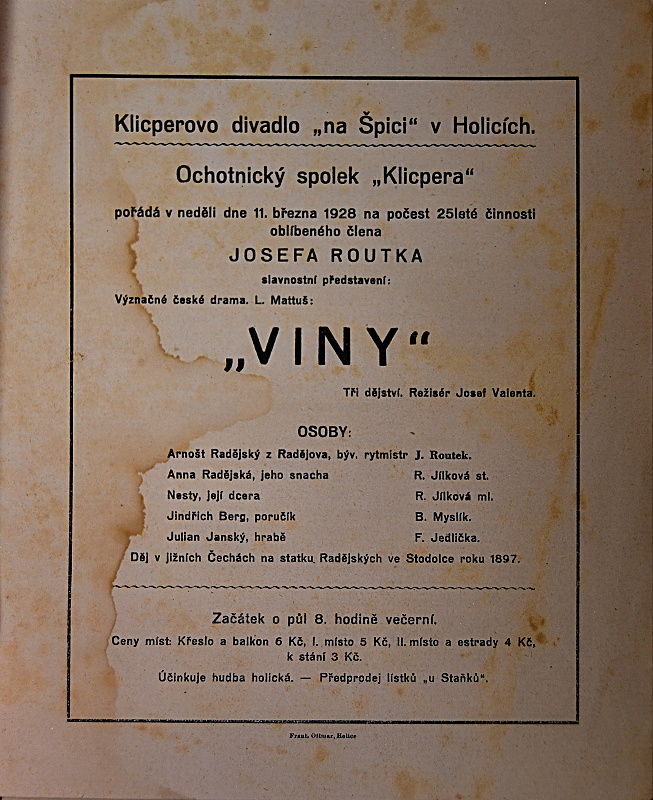 Klicperovo divadlo „na Špici“ v Holicích.
Ochotnický spolek „Klicpera“
pořádá v neděli dne 11. března 1928 na počest 25leté činnosti
oblíbeného člena
JOSEFA ROUTKA
slavnostní představení:
Význačné české drama. L. Mattuš:
„VINY“
Tři dějství. Režisér Josef Valenta.
OSOBY:
Arnošt Radějský z Radějova, býv. rytmistr J. Routek.
Anna Radějská, jeho snacha R. Jílková st.
Nesty, její dcera R. Jílková ml.
Jindřich Berg, poručík B. Myslík.
Julian Janský, hrabě F. Jedlička.
Děj v jižních Čechách na statku Radějských ve Stodolce roku 1897.
Začátek o půl 8. hodině večerní.
Ceny míst: Křeslo a balkon 6 Kč, I. místo 5 Kč, II. místo a estrady 4 Kč,
k stání 3 Kč.
Účinkuje hudba holická. — Předprodej lístků „u Staňků“.
Frant. Ottmar, Holice